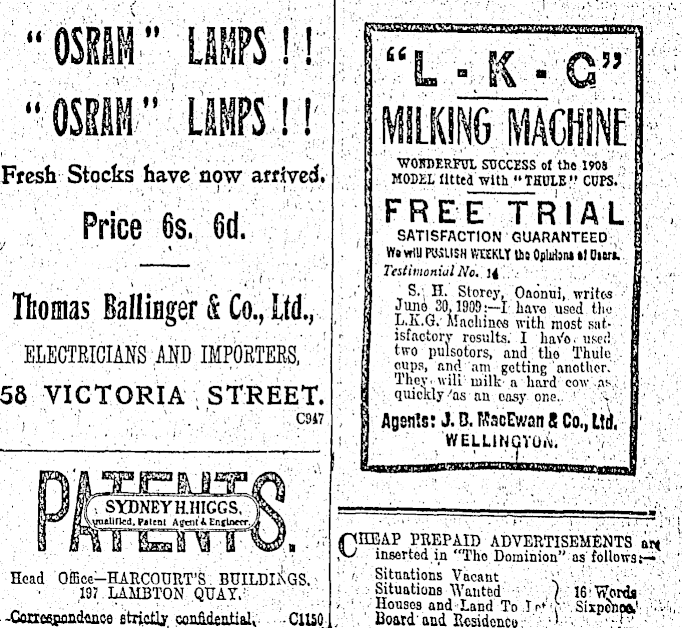 "OSRAM" LAMPS!!
"OSRAM" LAMPS!!
Fresh Stocks have now arrived.
Price 6s. 6d.
Thomas Ballinger & Co., Ltd.,
ELECTRICIANS AND IMPORTERS,
58 VICTORIA STREET.
C947
PATENTS.
SYDNEY H. HIGGS,
Qualified, Patent Agent & Engineer.
Head Office—HARCOURT'S BUILDINGS,
197 LAMBTON QUAY.
Correspondence strictly confidential. C1150
"L-K-G"
MILKING MACHINE
WONDERFUL SUCCESS of the 1908
MODEL fitted with "THULE" CUPS.
FREE TRIAL
SATISFACTION GUARANTEED
We will PUBLISH WEEKLY the Opinions of Users.
Testimonial No. 14
S. H. Storey, Oaonui, writes
June 30, 1909:—I have used the
L.K.G. Machines with most sat-
isfactory results. I have used
two pulsotors, and the Thule
cups, and am getting another.
They will milk a hard cow as
quickly as an easy one.
Agents: J. B. MacEwan & Co., Ltd.
WELLINGTON.
CHEAP PREPAID ADVERTISEMENTS are
inserted in "The Dominion" as follows:—
Situations Vacant
Situations Wanted
Houses and Land To Let
Board and Residence
16 Words
Sixpence.